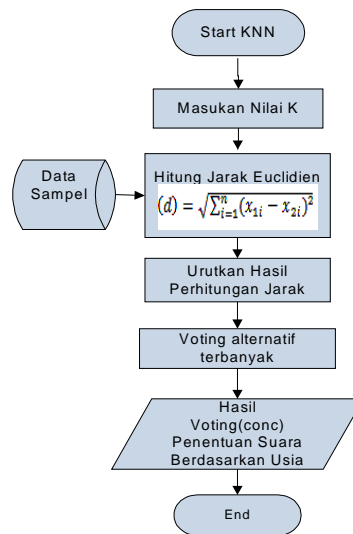 Start KNN
Masukan Nilai K
Data
Sampel
Hitung Jarak Euclidien
(d) = √∑ⁿᵢ₌₁(x₁ᵢ − x₂ᵢ)²
Urutkan Hasil
Perhitungan Jarak
Voting alternatif
terbanyak
Hasil
Voting(conc)
Penentuan Suara
Berdasarkan Usia
End